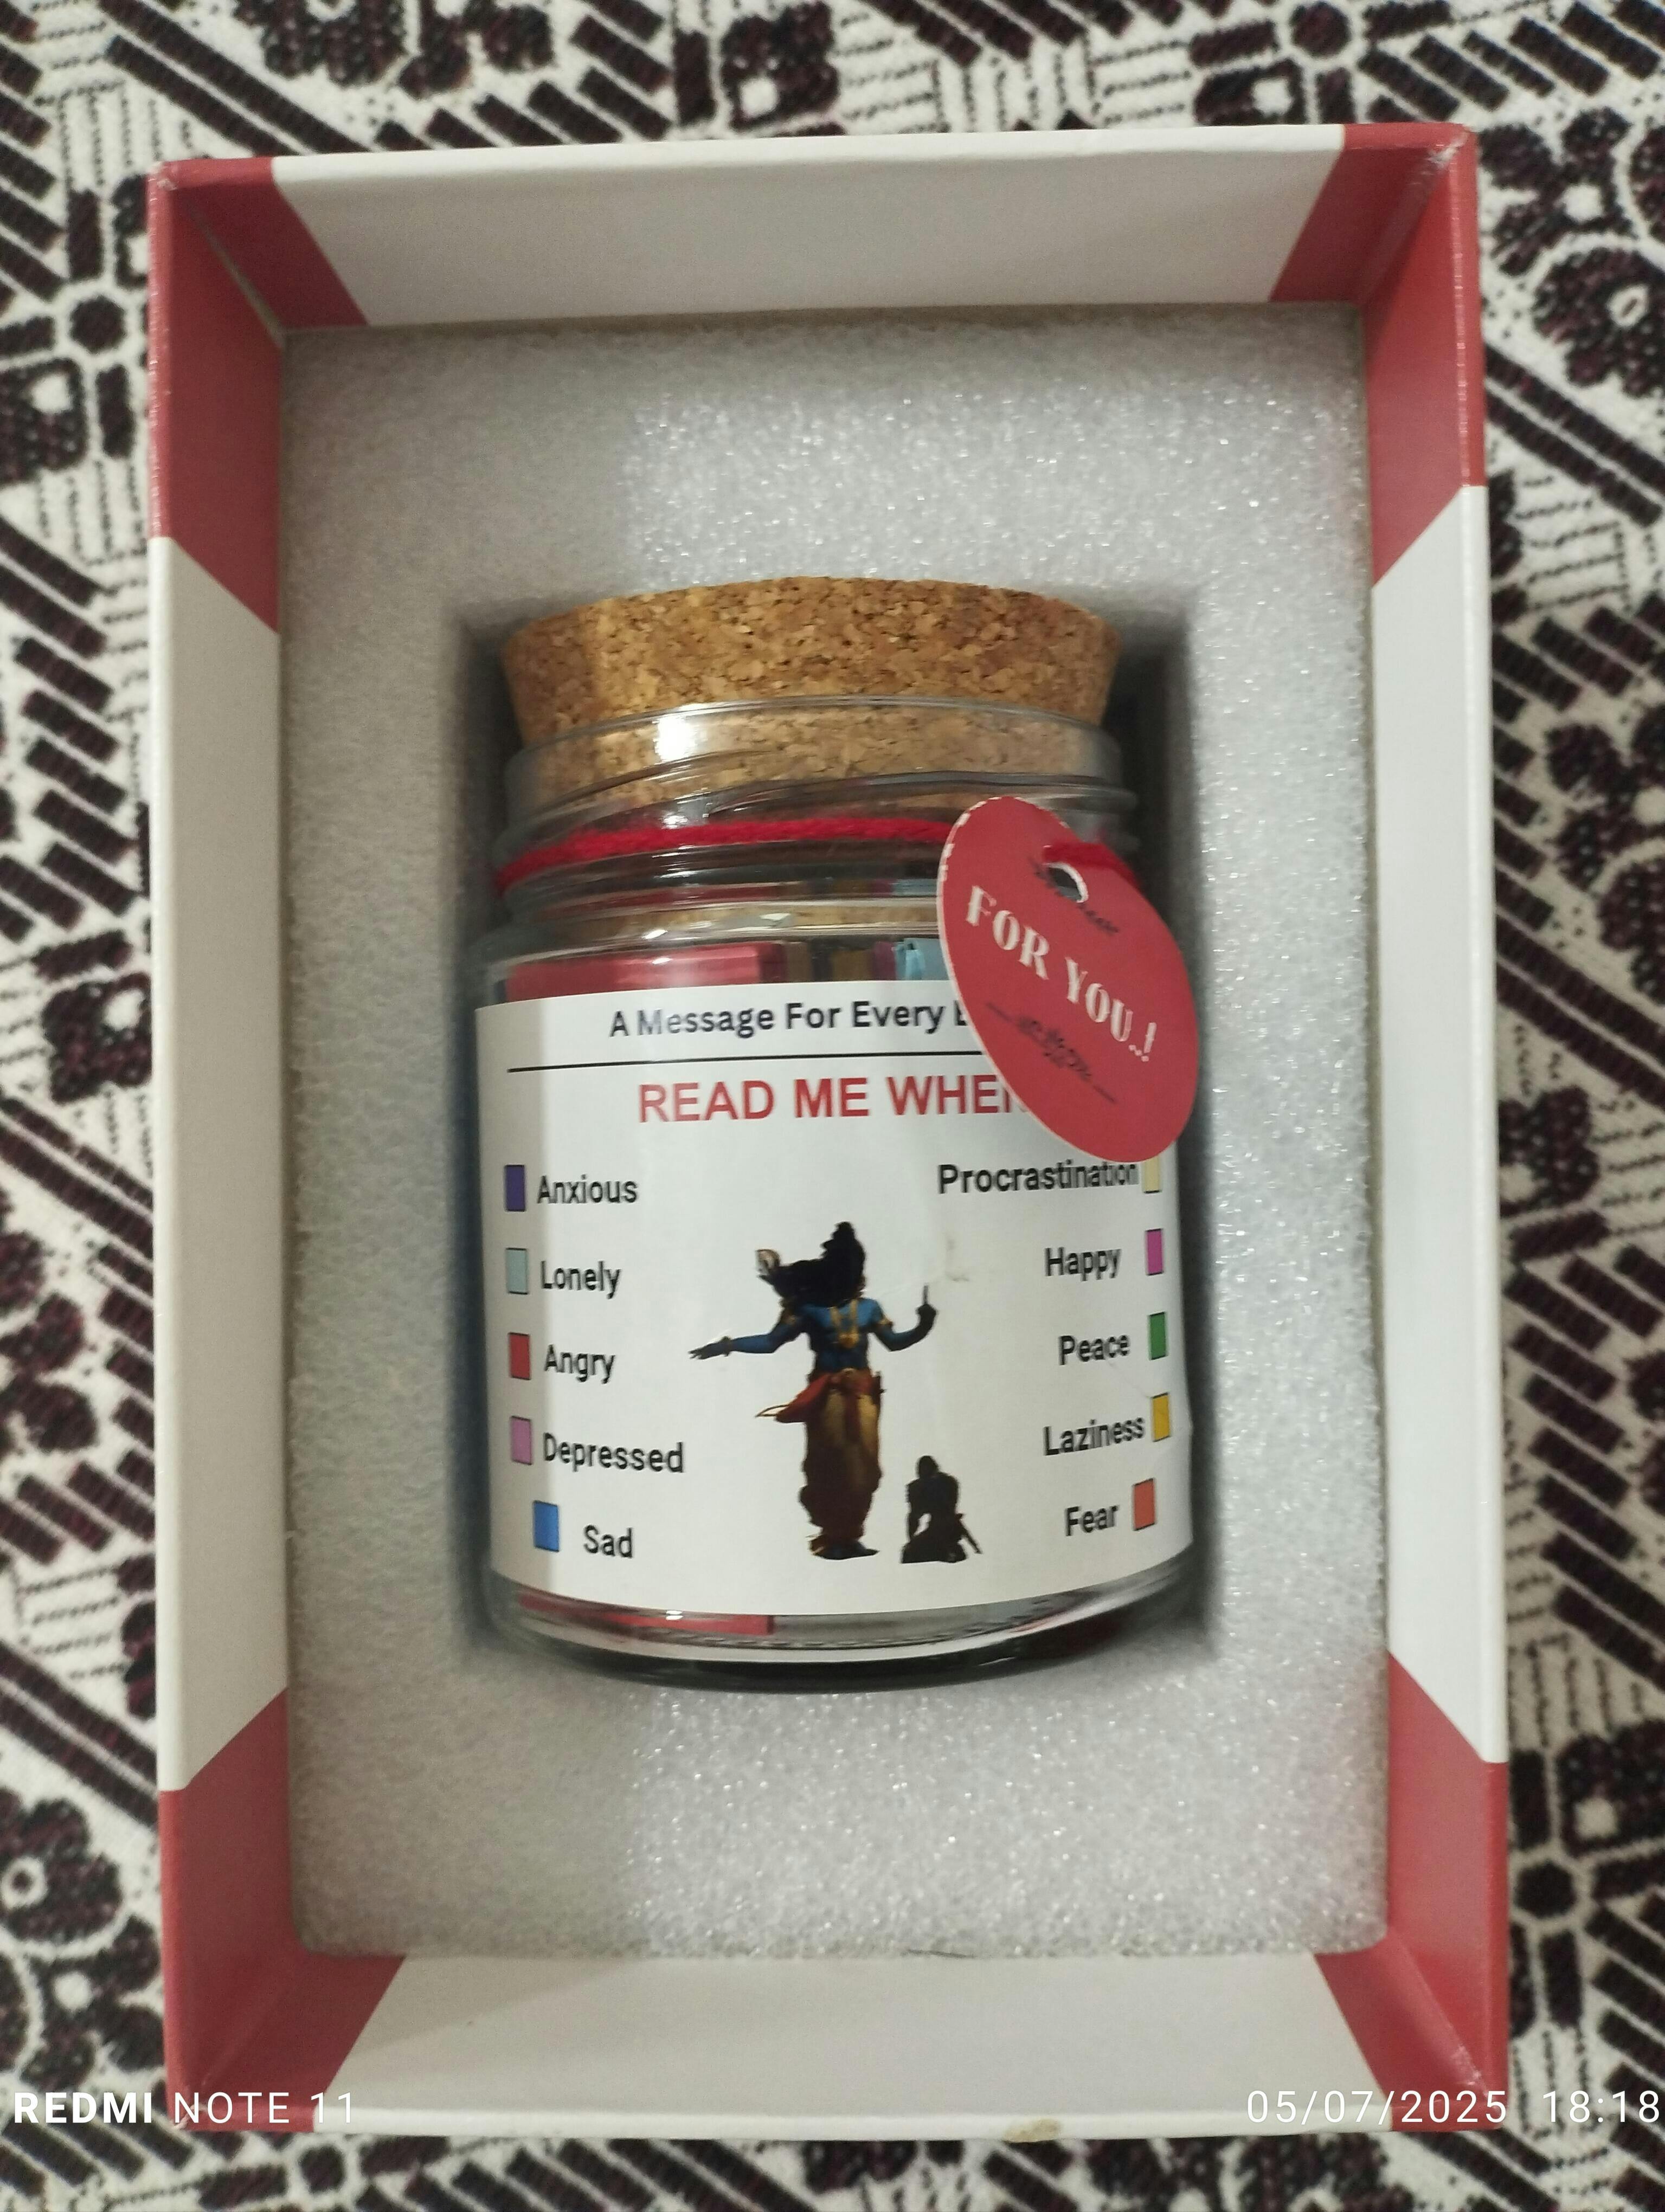 FOR YOU.!
A Message For Every
READ ME WHEN
Anxious
Procrastination
Lonely
Happy
Angry
Peace
Depressed
Laziness
Sad
Fear
REDMI NOTE 11
05/07/2025 18:18